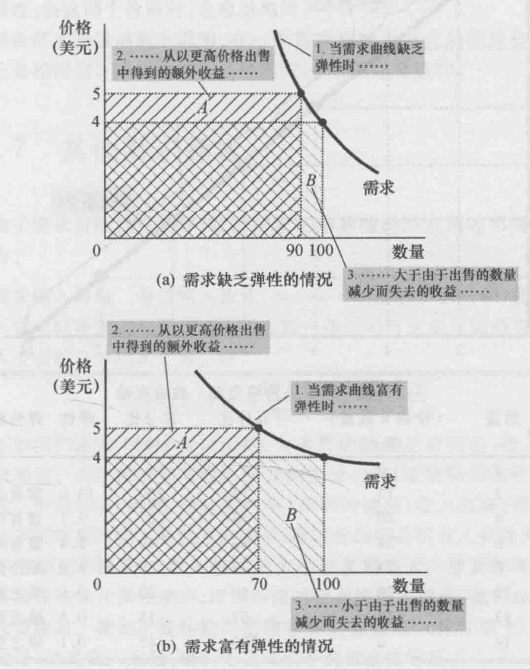 价格
(美元)
2. ……从以更高价格出售
中得到的额外收益……
1. 当需求曲线缺乏
弹性时……
5
A
4
B
需求
0
90 100
数量
3. ……大于由于出售的数量
减少而失去的收益……
(a) 需求缺乏弹性的情况
价格
(美元)
2. ……从以更高价格出售
中得到的额外收益……
1. 当需求曲线富有
弹性时……
5
A
4
需求
B
0
70
100
数量
3. ……小于由于出售的数量
减少而失去的收益……
(b) 需求富有弹性的情况